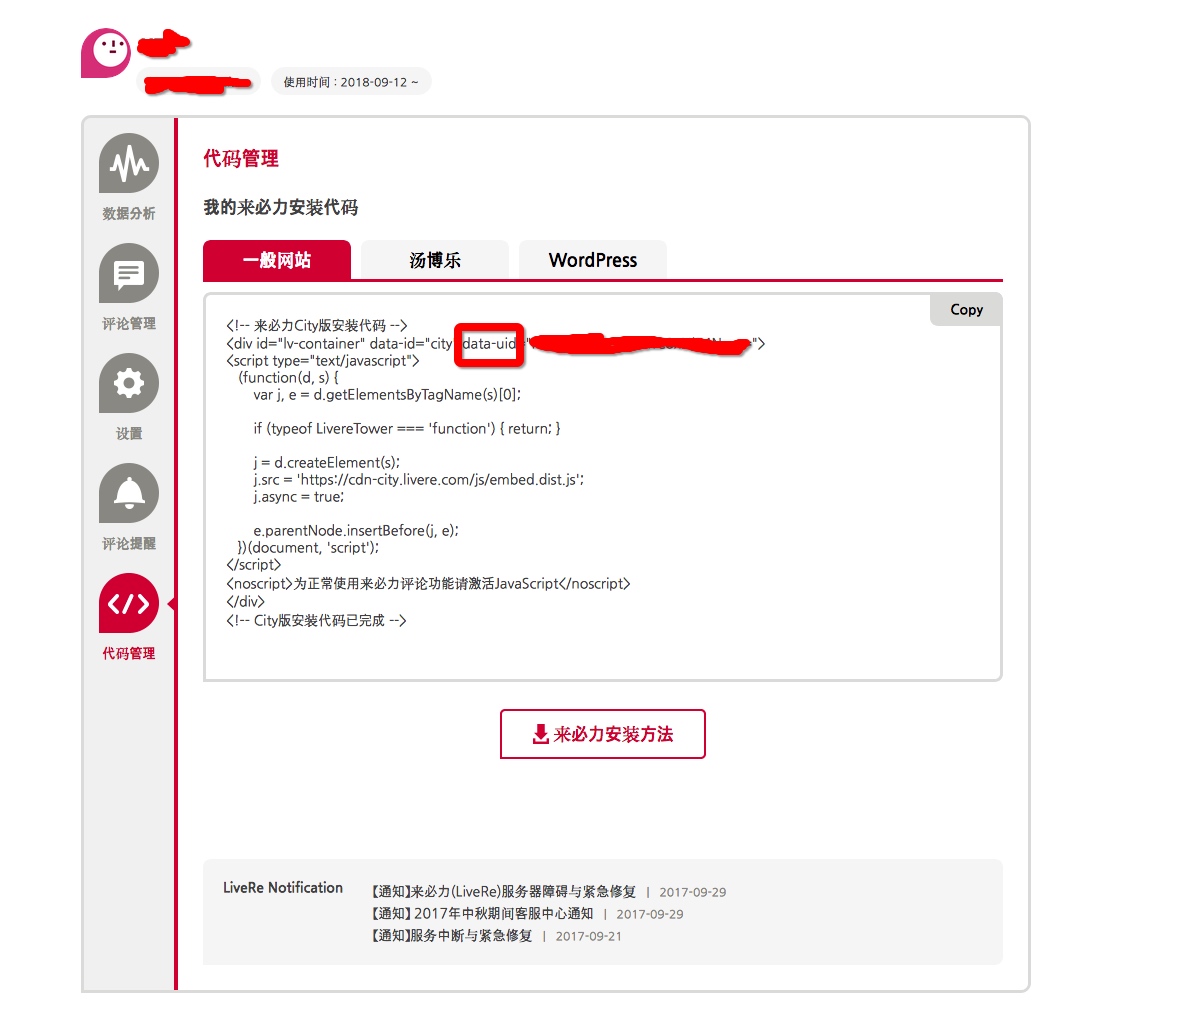 使用时间 : 2018-09-12 ~
数据分析
评论管理
设置
评论提醒
代码管理
代码管理
我的来必力安装代码
一般网站
汤博乐
WordPress
Copy
<!-- 来必力City版安装代码 -->
<div id="lv-container" data-id="city data-uid ">
<script type="text/javascript">
(function(d, s) {
var j, e = d.getElementsByTagName(s)[0];
if (typeof LivereTower === 'function') { return; }
j = d.createElement(s);
j.src = 'https://cdn-city.livere.com/js/embed.dist.js';
j.async = true;
e.parentNode.insertBefore(j, e);
})(document, 'script');
</script>
<noscript>为正常使用来必力评论功能请激活JavaScript</noscript>
</div>
<!-- City版安装代码已完成 -->
来必力安装方法
LiveRe Notification
【通知】来必力(LiveRe)服务器障碍与紧急修复 | 2017-09-29
【通知】2017年中秋期间客服中心通知 | 2017-09-29
【通知】服务中断与紧急修复 | 2017-09-21